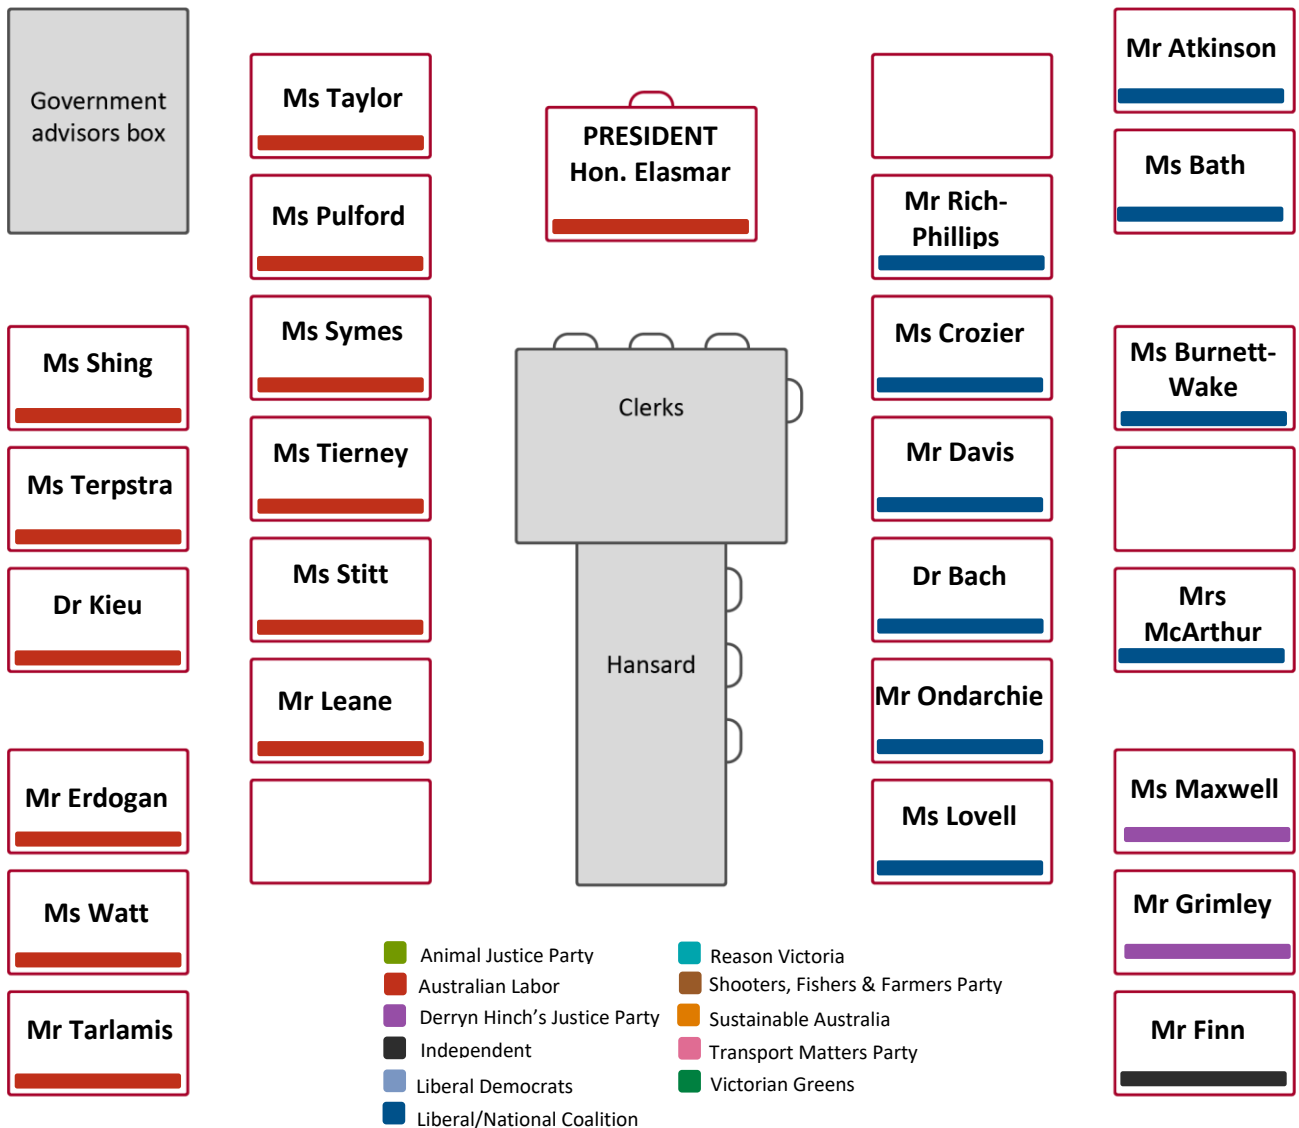 Government
advisors box
Ms Shing
Ms Terpstra
Dr Kieu
Mr Erdogan
Ms Watt
Mr Tarlamis
Ms Taylor
Ms Pulford
Ms Symes
Ms Tierney
Ms Stitt
Mr Leane
PRESIDENT
Hon. Elasmar
Clerks
Hansard
Mr Rich-
Phillips
Ms Crozier
Mr Davis
Dr Bach
Mr Ondarchie
Ms Lovell
Mr Atkinson
Ms Bath
Ms Burnett-
Wake
Mrs
McArthur
Ms Maxwell
Mr Grimley
Mr Finn
Animal Justice Party
Australian Labor
Derryn Hinch's Justice Party
Independent
Liberal Democrats
Liberal/National Coalition
Reason Victoria
Shooters, Fishers & Farmers Party
Sustainable Australia
Transport Matters Party
Victorian Greens